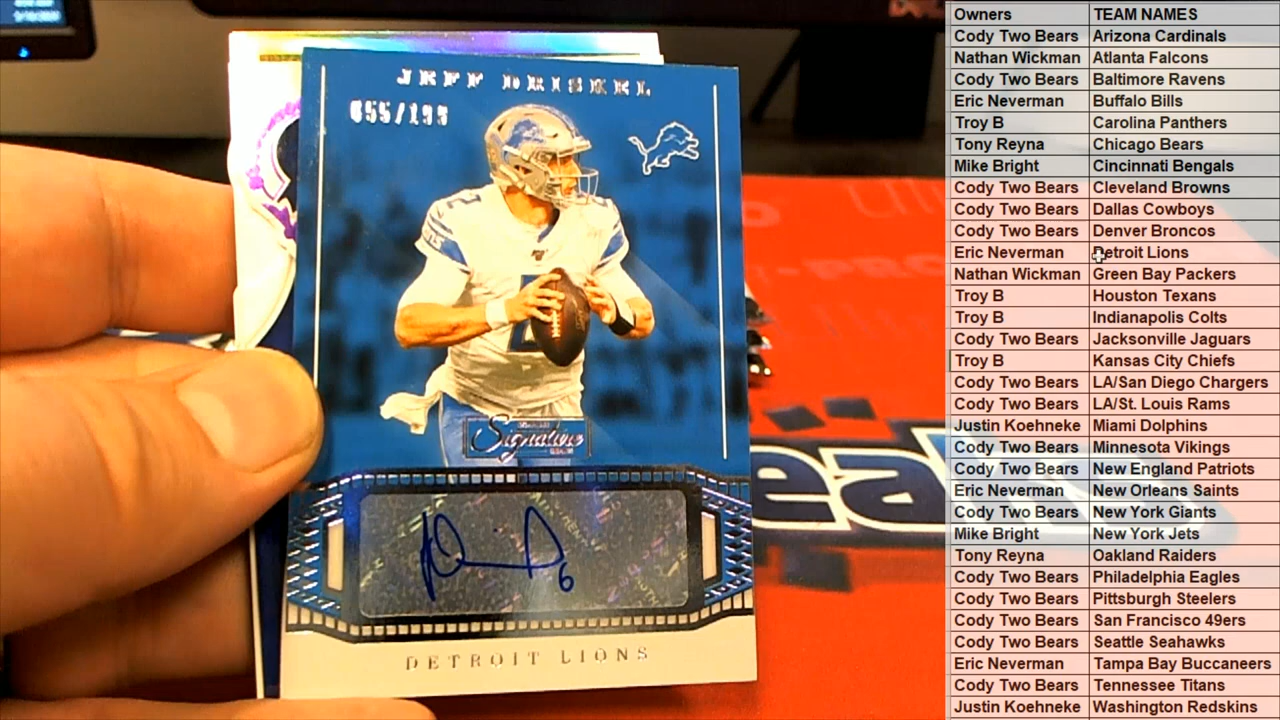 JEFF DRISKEL
055/199
Signature
6
DETROIT LIONS
ea
Owners TEAM NAMES
Cody Two Bears Arizona Cardinals
Nathan Wickman Atlanta Falcons
Cody Two Bears Baltimore Ravens
Eric Neverman Buffalo Bills
Troy B Carolina Panthers
Tony Reyna Chicago Bears
Mike Bright Cincinnati Bengals
Cody Two Bears Cleveland Browns
Cody Two Bears Dallas Cowboys
Cody Two Bears Denver Broncos
Eric Neverman Detroit Lions
Nathan Wickman Green Bay Packers
Troy B Houston Texans
Troy B Indianapolis Colts
Cody Two Bears Jacksonville Jaguars
Troy B Kansas City Chiefs
Cody Two Bears LA/San Diego Chargers
Cody Two Bears LA/St. Louis Rams
Justin Koehneke Miami Dolphins
Cody Two Bears Minnesota Vikings
Cody Two Bears New England Patriots
Eric Neverman New Orleans Saints
Cody Two Bears New York Giants
Mike Bright New York Jets
Tony Reyna Oakland Raiders
Cody Two Bears Philadelphia Eagles
Cody Two Bears Pittsburgh Steelers
Cody Two Bears San Francisco 49ers
Cody Two Bears Seattle Seahawks
Eric Neverman Tampa Bay Buccaneers
Cody Two Bears Tennessee Titans
Justin Koehneke Washington Redskins